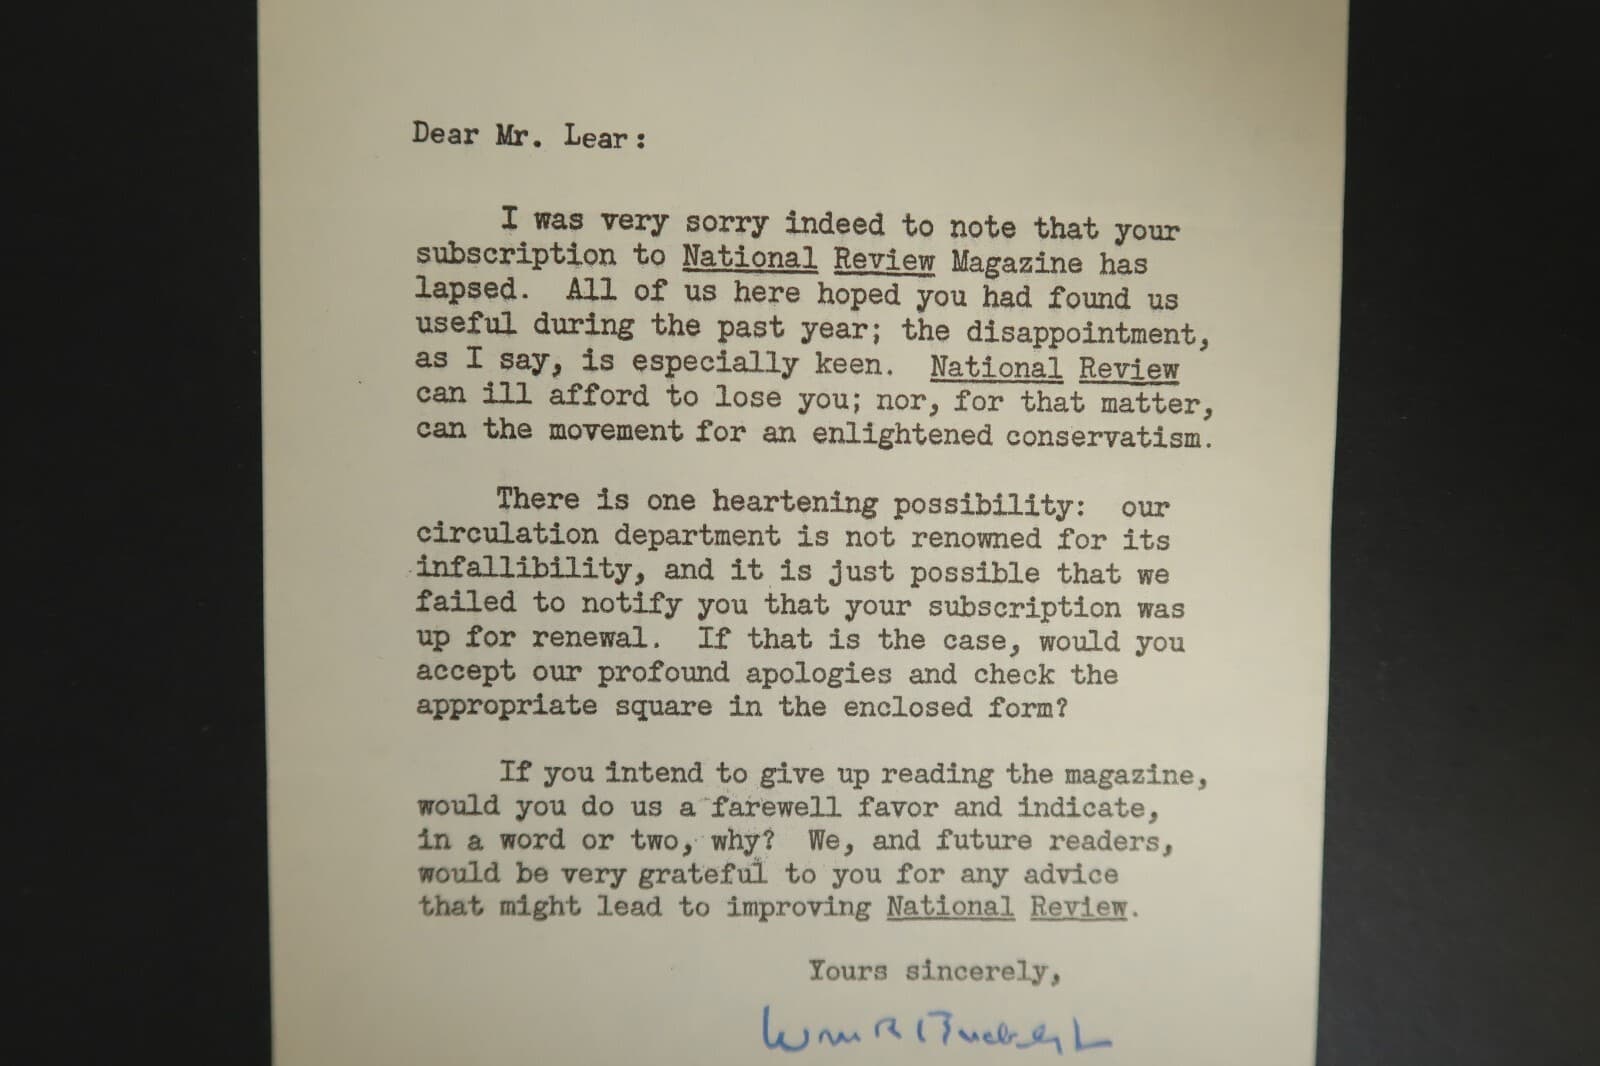 Dear Mr. Lear:
I was very sorry indeed to note that your
subscription to National Review Magazine has
lapsed. All of us here hoped you had found us
useful during the past year; the disappointment,
as I say, is especially keen. National Review
can ill afford to lose you; nor, for that matter,
can the movement for an enlightened conservatism.
There is one heartening possibility: our
circulation department is not renowned for its
infallibility, and it is just possible that we
failed to notify you that your subscription was
up for renewal. If that is the case, would you
accept our profound apologies and check the
appropriate square in the enclosed form?
If you intend to give up reading the magazine,
would you do us a farewell favor and indicate,
in a word or two, why? We, and future readers,
would be very grateful to you for any advice
that might lead to improving National Review.
Yours sincerely,
Wm R Buckley